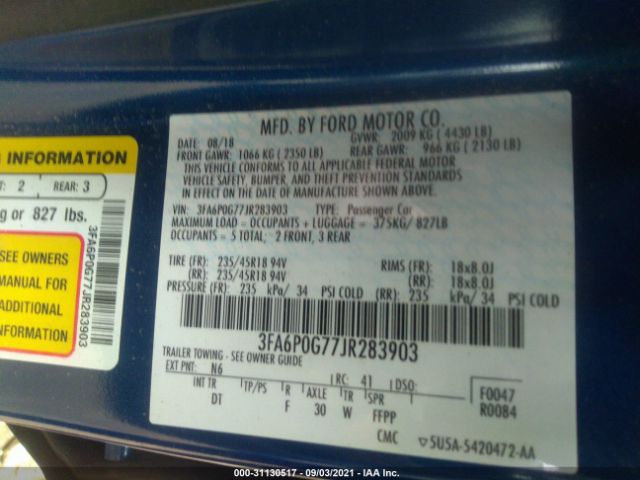 G INFORMATION
T: 2 REAR: 3
g or 827 lbs.
SEE OWNERS
MANUAL FOR
ADDITIONAL
INFORMATION
3FA6P0G77JR283903
MFD. BY FORD MOTOR CO.
DATE: 08/18 GVWR: 2009 KG ( 4430 LB)
FRONT GAWR: 1066 KG ( 2350 LB) REAR GAWR: 966 KG ( 2130 LB)
THIS VEHICLE CONFORMS TO ALL APPLICABLE FEDERAL MOTOR
VEHICLE SAFETY, BUMPER, AND THEFT PREVENTION STANDARDS
IN EFFECT ON THE DATE OF MANUFACTURE SHOWN ABOVE.
VIN: 3FA6P0G77JR283903 TYPE: Passenger Car
MAXIMUM LOAD = OCCUPANTS + LUGGAGE = 375KG/ 827LB
OCCUPANTS = 5 TOTAL; 2 FRONT, 3 REAR
TIRE (FR): 235/45R18 94V RIMS (FR): 18x8.0J
(RR): 235/45R18 94V (RR): 18x8.0J
PRESSURE (FR): 235 kPa/ 34 PSI COLD (RR): 235 kPa/ 34 PSI COLD
3FA6P0G77JR283903
TRAILER TOWING - SEE OWNER GUIDE
EXT PNT: N6 RC: 41 DSO:
INT TR TP/PS R AXLE TR SPR T F0047
DT F 30 W FFPP R0084
CMC 5USA-5420472-AA
000-31130517 - 09/03/2021 - IAA Inc.